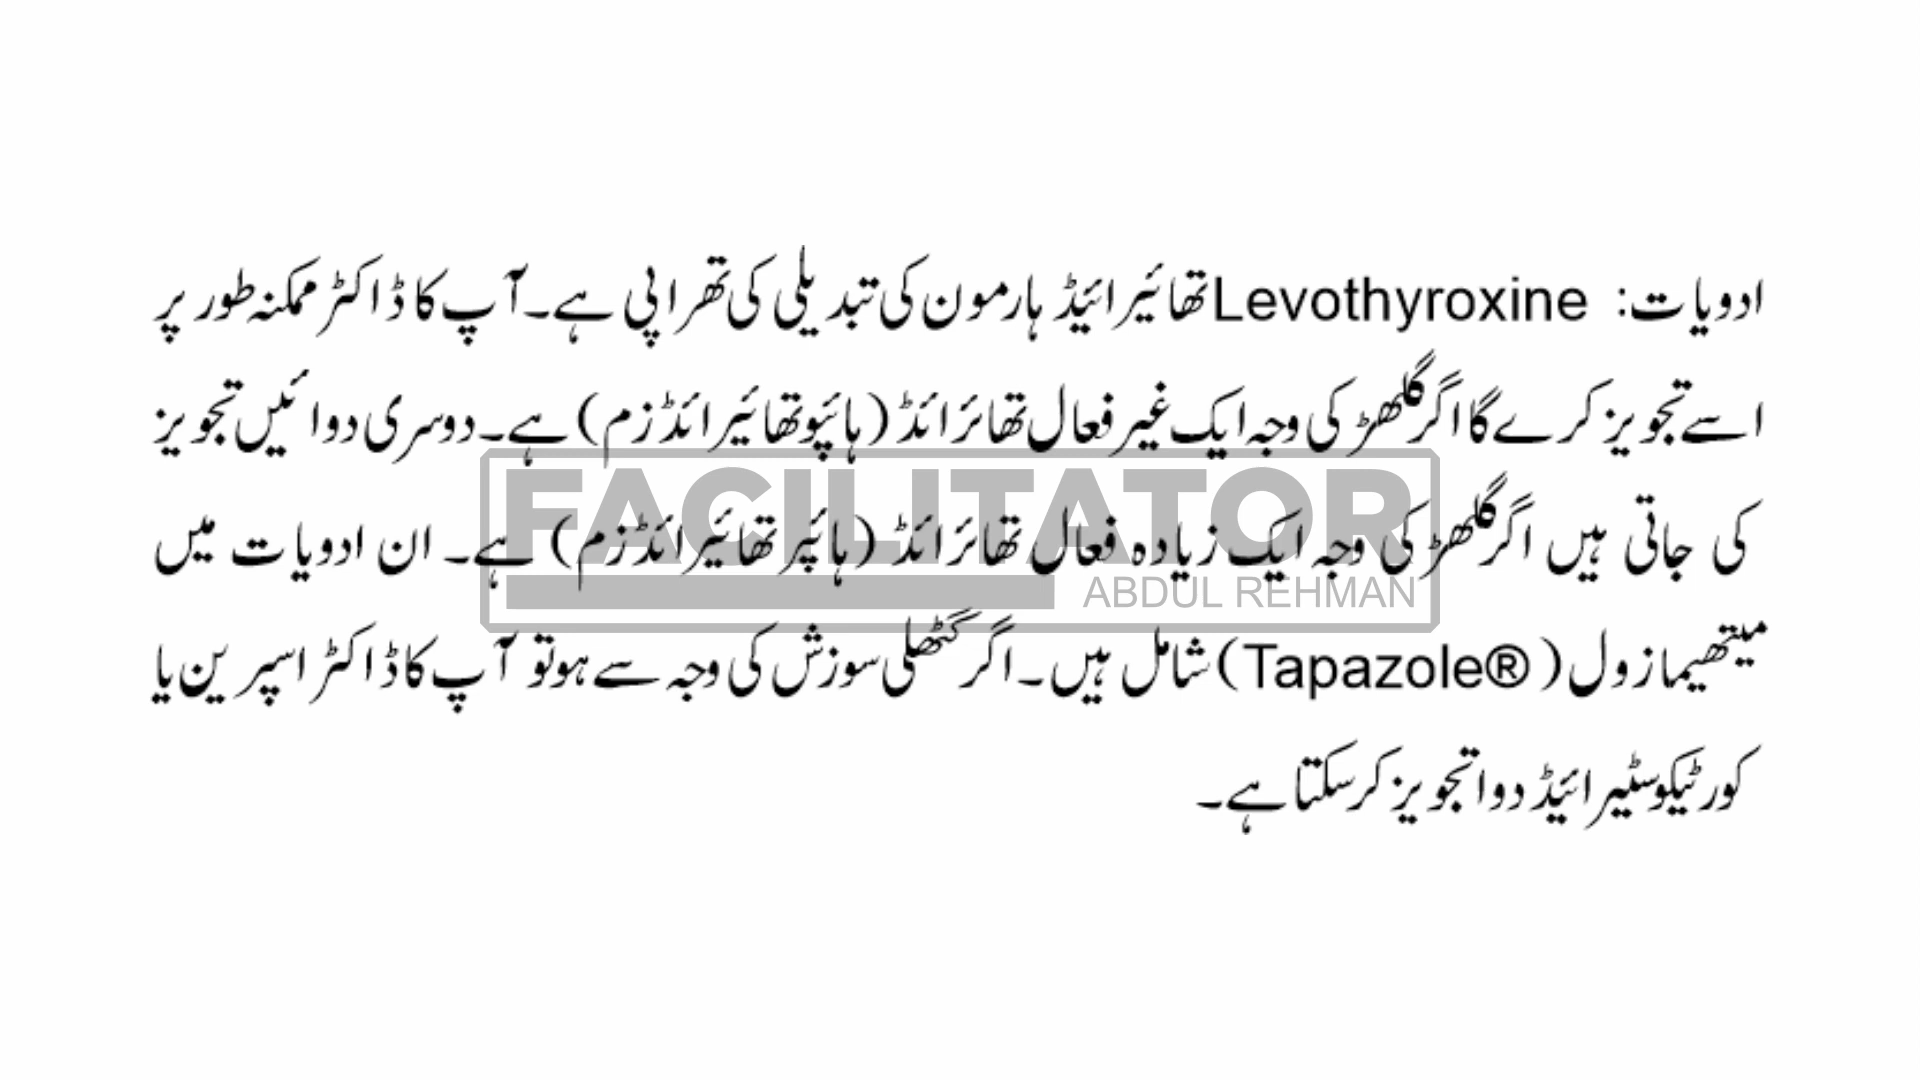 ادویات: Levothyroxine تھائیرائیڈ ہارمون کی تبدیلی کی تھراپی ہے۔ آپ کا ڈاکٹر ممکنہ طور پر
اسے تجویز کرے گا اگر گلھڑ کی وجہ ایک غیر فعال تھائرائڈ (ہائپوتھائیرائڈزم) ہے۔ دوسری دوائیں تجویز
کی جاتی ہیں اگر گلھڑ کی وجہ ایک زیادہ فعال تھائرائڈ (ہائپرتھائیرائڈزم) ہے۔ ان ادویات میں
میتھیمازول (Tapazole®) شامل ہیں۔ اگر گٹھلی سوزش کی وجہ سے ہو تو آپ کا ڈاکٹر اسپرین یا
کورٹیکوسٹیرائیڈ دوا تجویز کر سکتا ہے۔
FACILITATOR
ABDUL REHMAN